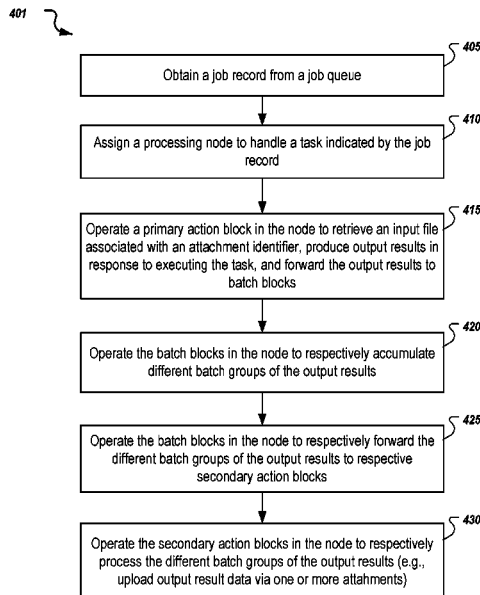 401
405
Obtain a job record from a job queue
410
Assign a processing node to handle a task indicated by the job
record
415
Operate a primary action block in the node to retrieve an input file
associated with an attachment identifier, produce output results in
response to executing the task, and forward the output results to
batch blocks
420
Operate the batch blocks in the node to respectively accumulate
different batch groups of the output results
425
Operate the batch blocks in the node to respectively forward the
different batch groups of the output results to respective
secondary action blocks
430
Operate the secondary action blocks in the node to respectively
process the different batch groups of the output results (e.g.,
upload output result data via one or more attahments)